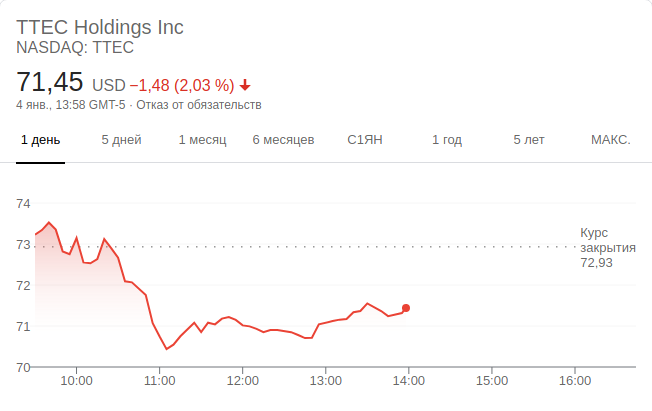 TTEC Holdings Inc
NASDAQ: TTEC
71,45 USD −1,48 (2,03 %)
4 янв., 13:58 GMT-5 · Отказ от обязательств
1 день 5 дней 1 месяц 6 месяцев С1ЯН 1 год 5 лет МАКС.
74
Курс
73 закрытия
72,93
72
71
70
10:00 11:00 12:00 13:00 14:00 15:00 16:00